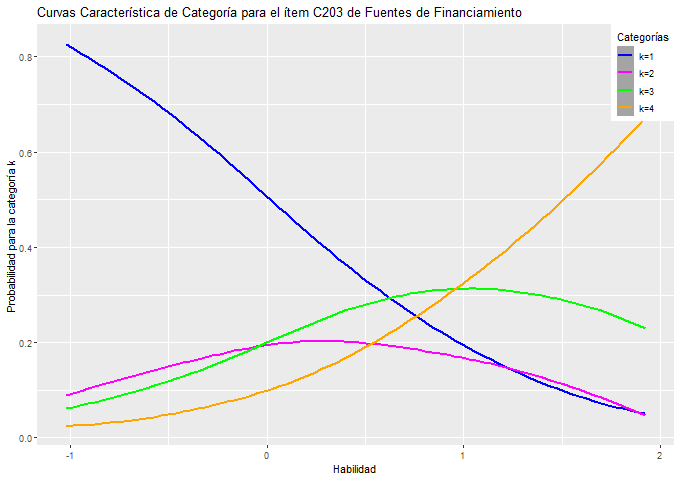 Curvas Característica de Categoría para el ítem C203 de Fuentes de Financiamiento
Categorías
k=1
k=2
k=3
k=4
Probabilidad para la categoría k
0.8
0.6
0.4
0.2
0.0
-1
0
1
2
Habilidad